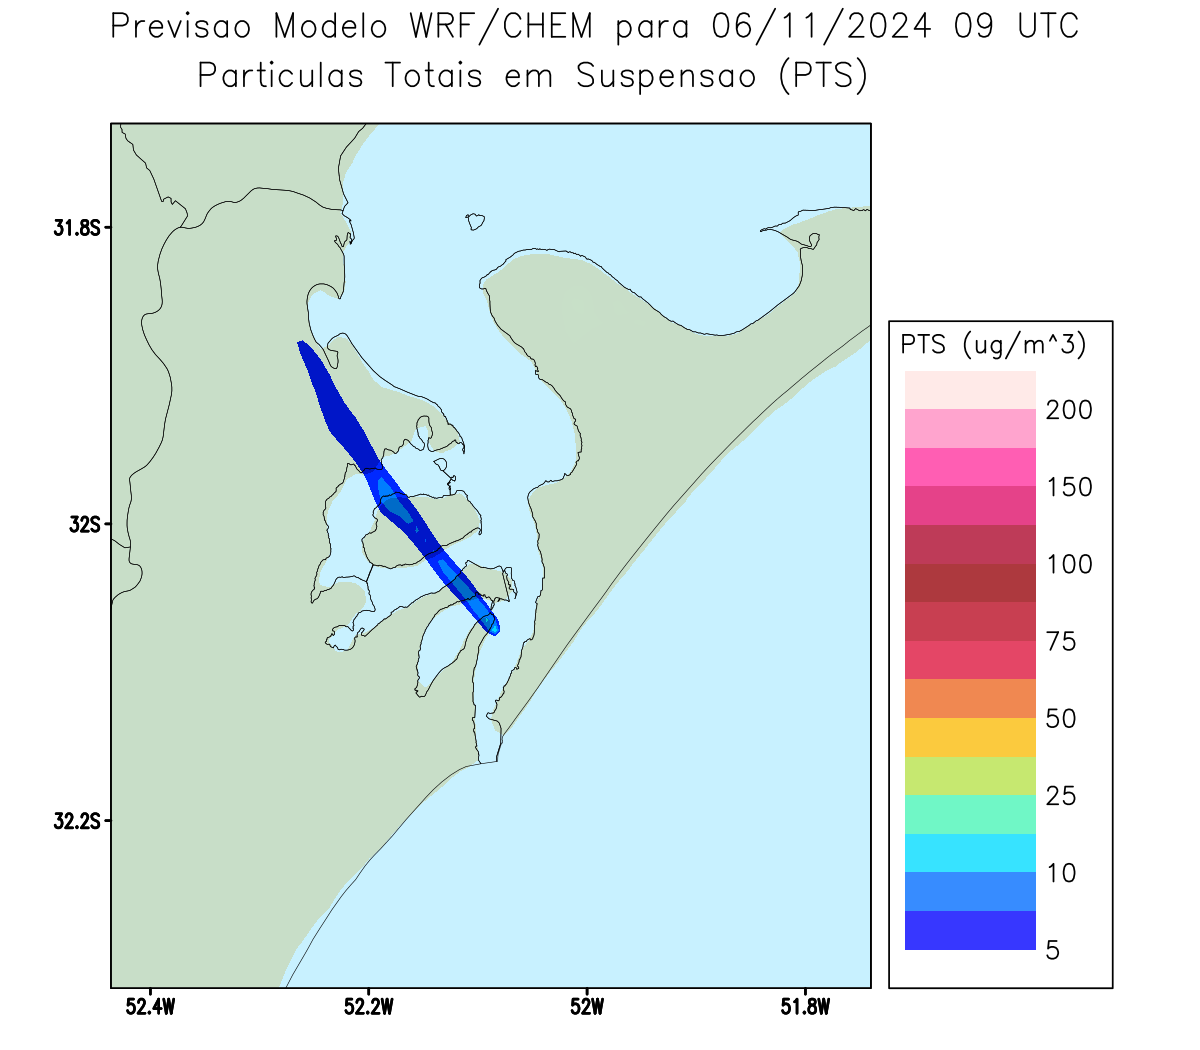 Previsao Modelo WRF/CHEM para 06/11/2024 09 UTC
Particulas Totais em Suspensao (PTS)
31.8S
32S
32.2S
52.4W
52.2W
52W
51.8W
PTS (ug/m^3)
200
150
100
75
50
25
10
5